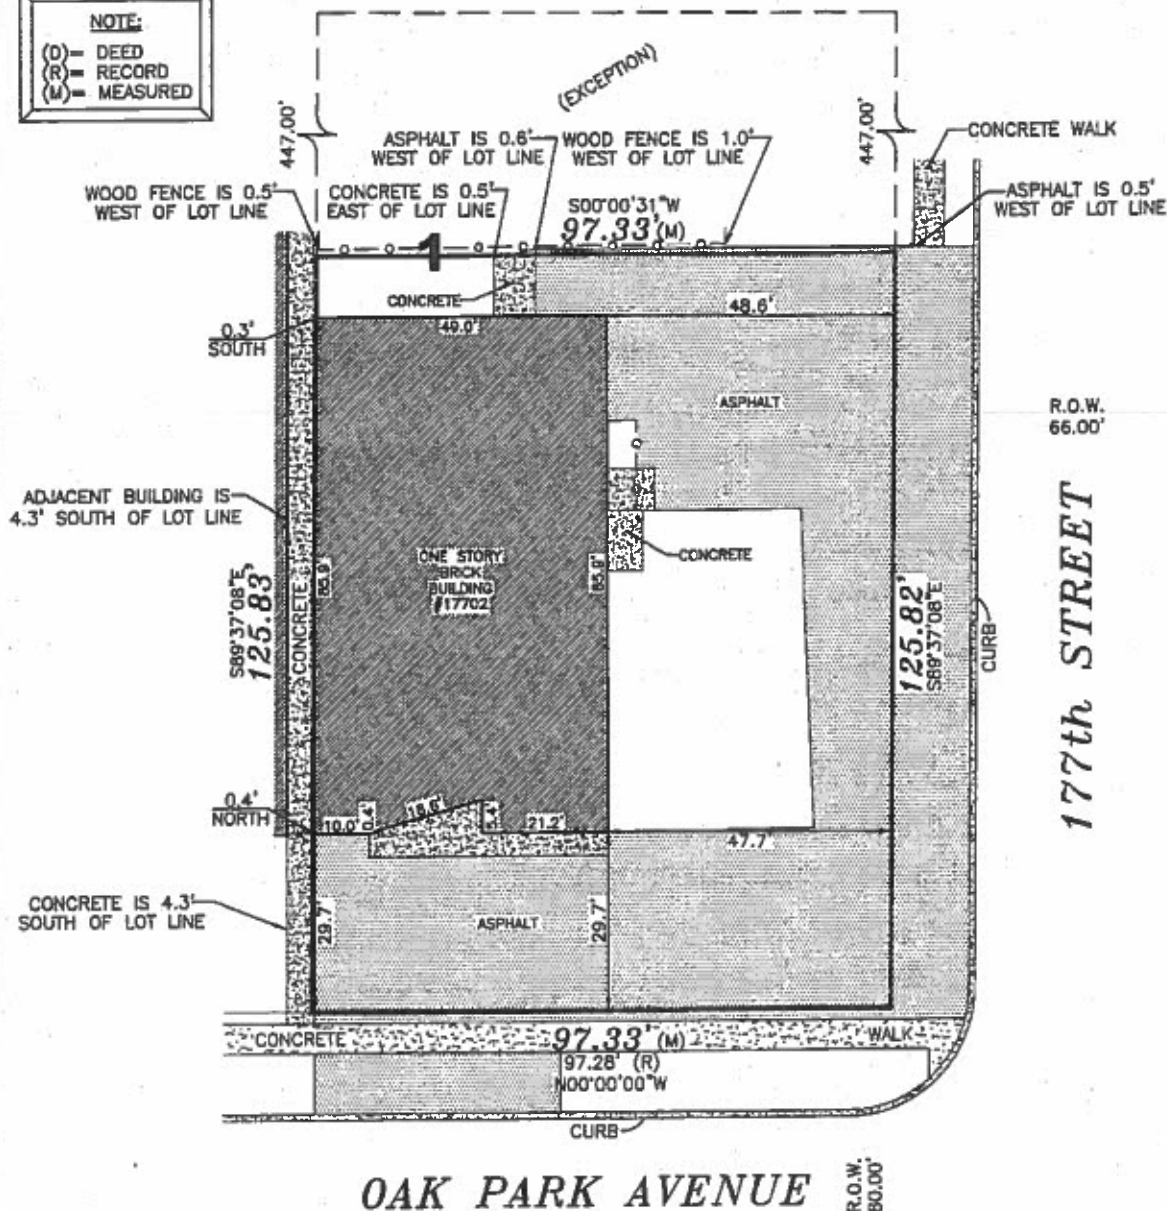 NOTE:
(D)= DEED
(R)= RECORD
(M)= MEASURED
(EXCEPTION)
447.00'
447.00'
ASPHALT IS 0.6'
WEST OF LOT LINE
WOOD FENCE IS 1.0'
WEST OF LOT LINE
CONCRETE WALK
WOOD FENCE IS 0.5'
WEST OF LOT LINE
CONCRETE IS 0.5'
EAST OF LOT LINE
S00°00'31"W
97.33'(M)
ASPHALT IS 0.5'
WEST OF LOT LINE
1
CONCRETE
48.6'
49.0'
0.3'
SOUTH
ASPHALT
R.O.W.
66.00'
ADJACENT BUILDING IS
4.3' SOUTH OF LOT LINE
ONE STORY
BRICK
BUILDING
#17702
CONCRETE
85.9'
85.9'
S89°37'08"E
125.83'
CONCRETE
125.82'
S89°37'08"E
CURB
177th STREET
0.4'
NORTH
10.0'
21.2'
47.7'
CONCRETE IS 4.3'
SOUTH OF LOT LINE
29.7'
ASPHALT
29.7'
CONCRETE
97.33' (M)
WALK
97.28' (R)
N00°00'00"W
CURB
OAK PARK AVENUE
R.O.W.
80.00'